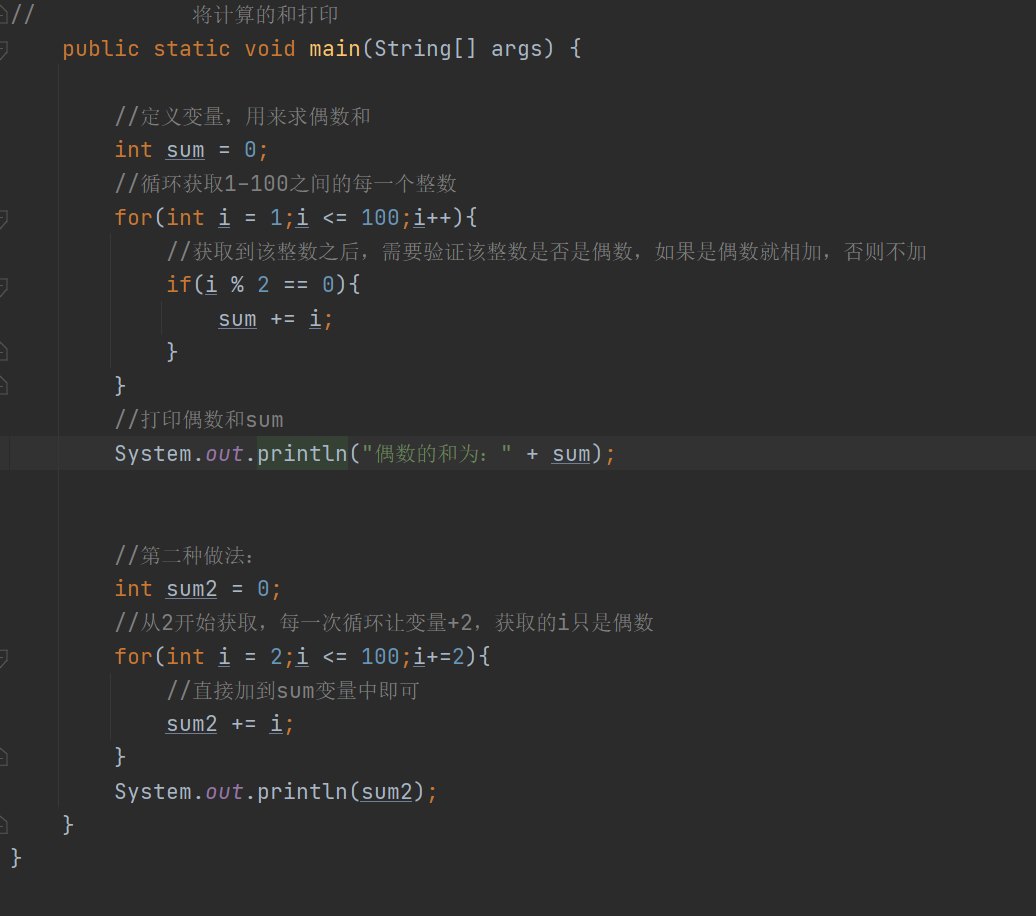 //            将计算的和打印
    public static void main(String[] args) {
        //定义变量，用来求偶数和
        int sum = 0;
        //循环获取1-100之间的每一个整数
        for(int i = 1;i <= 100;i++){
            //获取到该整数之后，需要验证该整数是否是偶数，如果是偶数就相加，否则不加
            if(i % 2 == 0){
                sum += i;
            }
        }
        //打印偶数和sum
        System.out.println("偶数的和为：" + sum);
        //第二种做法：
        int sum2 = 0;
        //从2开始获取，每一次循环让变量+2，获取的i只是偶数
        for(int i = 2;i <= 100;i+=2){
            //直接加到sum变量中即可
            sum2 += i;
        }
        System.out.println(sum2);
    }
}